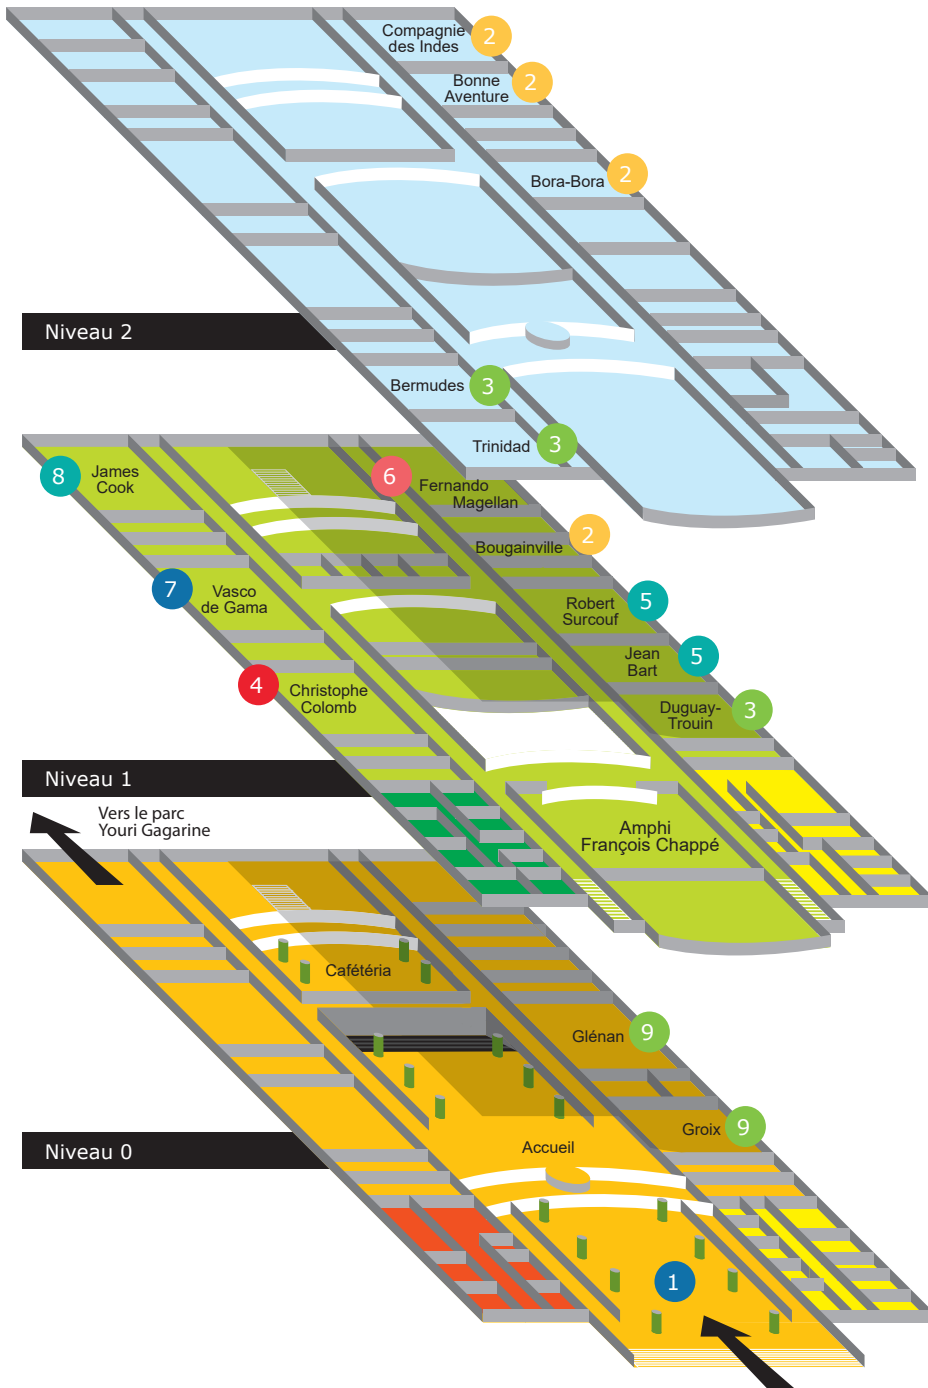 Compagnie
des Indes
2
Bonne
Aventure
2
Bora-Bora
2
Niveau 2
Bermudes
3
Trinidad
3
8
James
Cook
6
Fernando
Magellan
Bougainville
2
7
Vasco
de Gama
Robert
Surcouf
5
Jean
Bart
5
4
Christophe
Colomb
Duguay-
Trouin
3
Niveau 1
Vers le parc
Youri Gagarine
Amphi
François Chappé
Cafétéria
Glénan
9
Groix
9
Niveau 0
Accueil
1